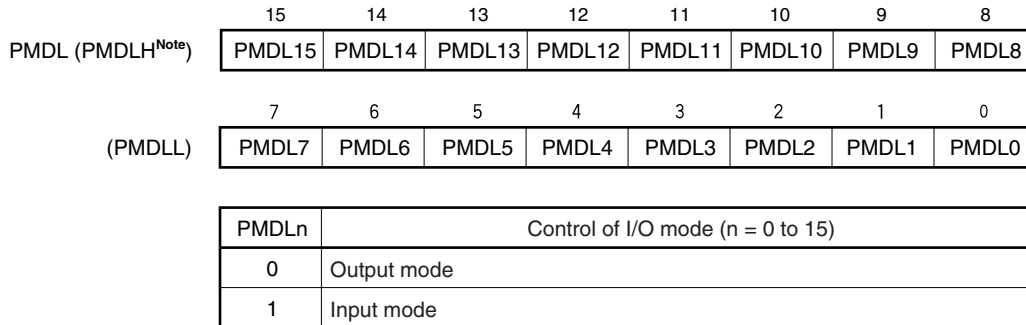 15 14 13 12 11 10 9 8
PMDL (PMDLH^Note) PMDL15 PMDL14 PMDL13 PMDL12 PMDL11 PMDL10 PMDL9 PMDL8
7 6 5 4 3 2 1 0
(PMDLL) PMDL7 PMDL6 PMDL5 PMDL4 PMDL3 PMDL2 PMDL1 PMDL0
PMDLn Control of I/O mode (n = 0 to 15)
0 Output mode
1 Input mode